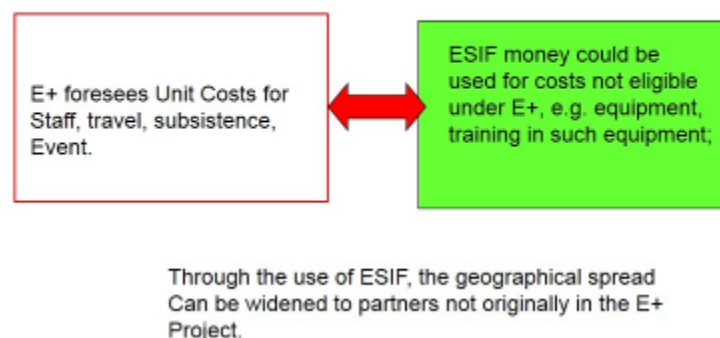 E+ foresees Unit Costs for
Staff, travel, subsistence,
Event.
ESIF money could be
used for costs not eligible
under E+, e.g. equipment,
training in such equipment;
Through the use of ESIF, the geographical spread
Can be widened to partners not originally in the E+
Project.